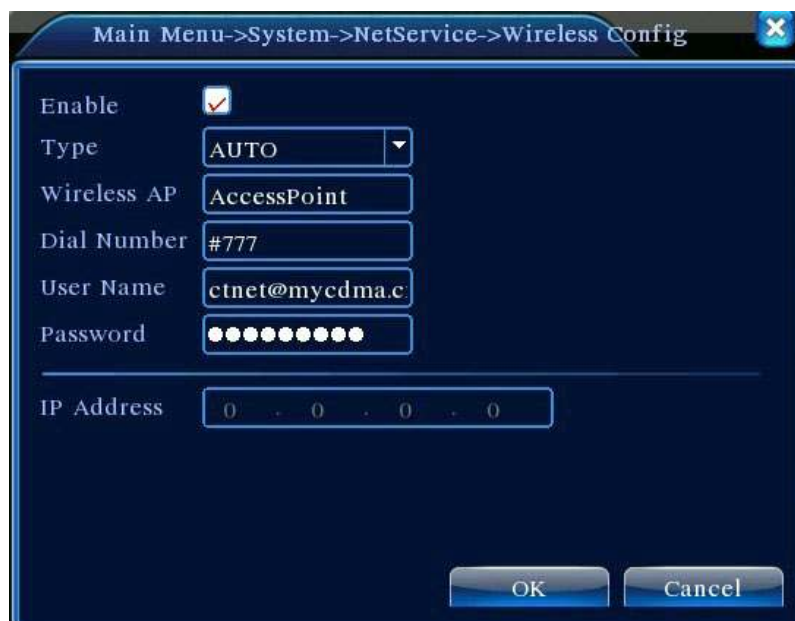 Main Menu->System->NetService->Wireless Config
Enable
Type AUTO
Wireless AP AccessPoint
Dial Number #777
User Name ctnet@mycdma.c
Password ●●●●●●●●●
IP Address 0 . 0 . 0 . 0
OK Cancel